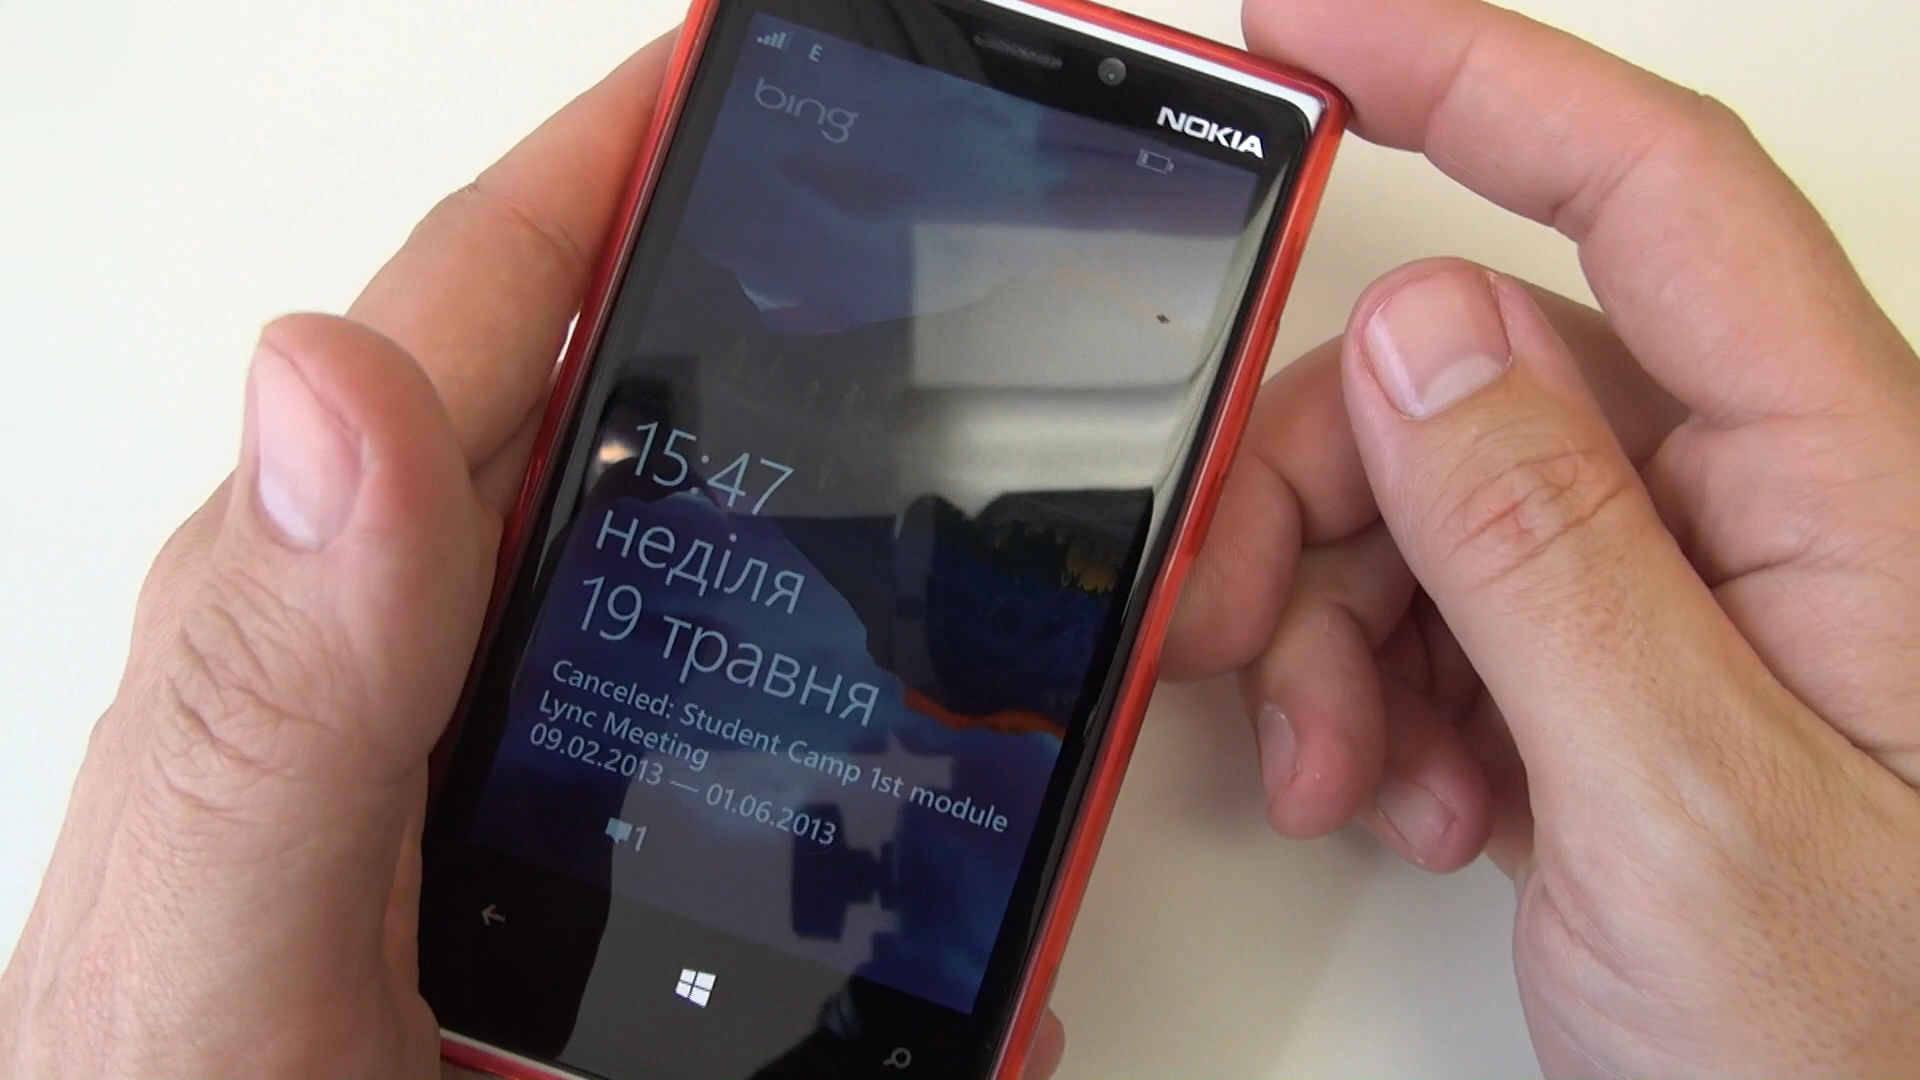 E
bing
NOKIA
15:47
неділя
19 травня
Canceled: Student Camp 1st module
Lync Meeting
09.02.2013 — 01.06.2013
1